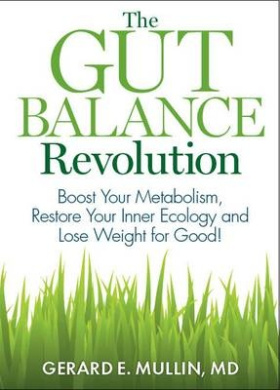 The
GUT
BALANCE
Revolution
Boost Your Metabolism,
Restore Your Inner Ecology and
Lose Weight for Good!
GERARD E. MULLIN, MD